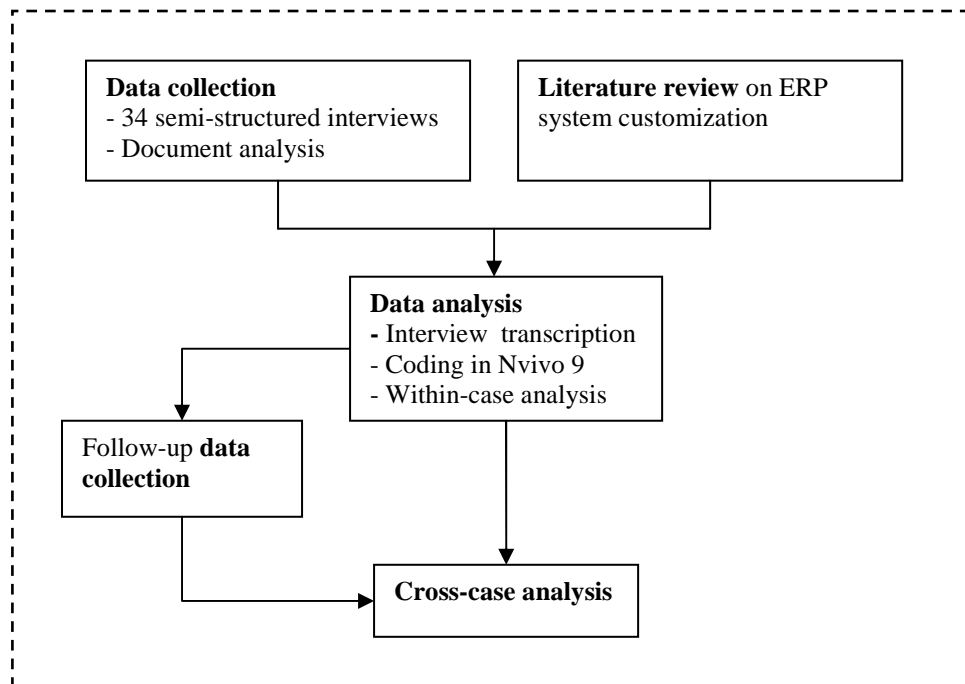 Data collection
- 34 semi-structured interviews
- Document analysis
Literature review on ERP
system customization
Data analysis
- Interview transcription
- Coding in Nvivo 9
- Within-case analysis
Follow-up data
collection
Cross-case analysis